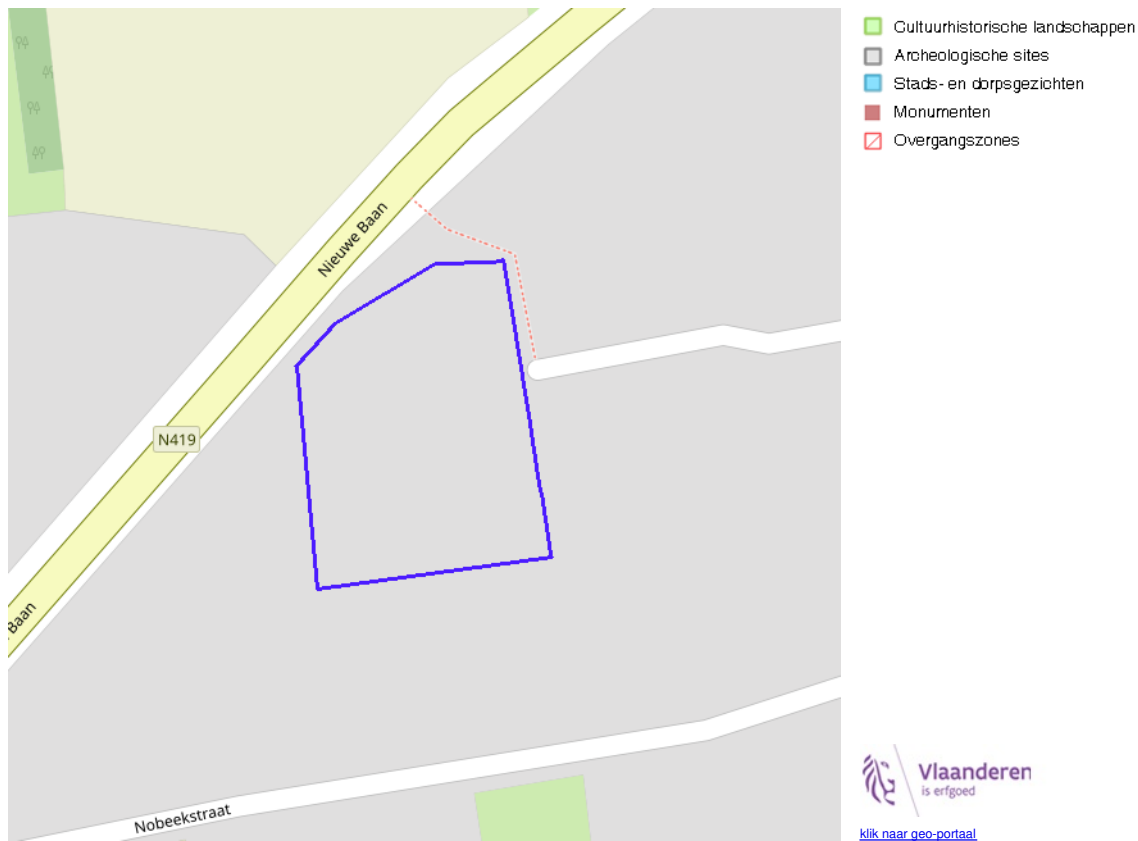 Cultuurhistorische landschappen
Archeologische sites
Stads- en dorpsgezichten
Monumenten
Overgangszones
Nieuwe Baan
N419
Baan
Nobeekstraat
Vlaanderen
is erfgoed
klik naar geo-portaal